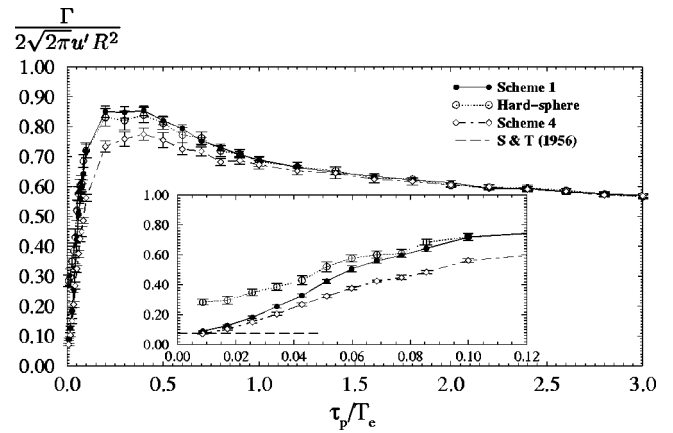 Γ
2√2πu′R²
1.00
0.90
0.80
0.70
0.60
0.50
0.40
0.30
0.20
0.10
0.00
0.0 0.5 1.0 1.5 2.0 2.5 3.0
τp/Te
Scheme 1
Hard-sphere
Scheme 4
S & T (1956)
1.00
0.80
0.60
0.40
0.20
0.00
0.00 0.02 0.04 0.06 0.08 0.10 0.12